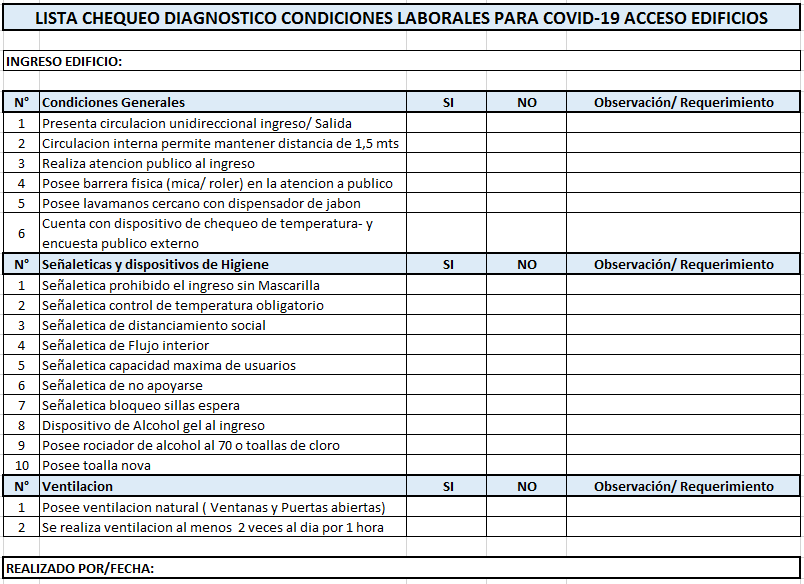 LISTA CHEQUEO DIAGNOSTICO CONDICIONES LABORALES PARA COVID-19 ACCESO EDIFICIOS
INGRESO EDIFICIO:
N° Condiciones Generales SI NO Observación/ Requerimiento
1 Presenta circulacion unidireccional ingreso/ Salida
2 Circulacion interna permite mantener distancia de 1,5 mts
3 Realiza atencion publico al ingreso
4 Posee barrera fisica (mica/ roler) en la atencion a publico
5 Posee lavamanos cercano con dispensador de jabon
6 Cuenta con dispositivo de chequeo de temperatura- y
encuesta publico externo
N° Señaleticas y dispositivos de Higiene SI NO Observación/ Requerimiento
1 Señaletica prohibido el ingreso sin Mascarilla
2 Señaletica control de temperatura obligatorio
3 Señaletica de distanciamiento social
4 Señaletica de Flujo interior
5 Señaletica capacidad maxima de usuarios
6 Señaletica de no apoyarse
7 Señaletica bloqueo sillas espera
8 Dispositivo de Alcohol gel al ingreso
9 Posee rociador de alcohol al 70 o toallas de cloro
10 Posee toalla nova
N° Ventilacion SI NO Observación/ Requerimiento
1 Posee ventilacion natural ( Ventanas y Puertas abiertas)
2 Se realiza ventilacion al menos 2 veces al dia por 1 hora
REALIZADO POR/FECHA: